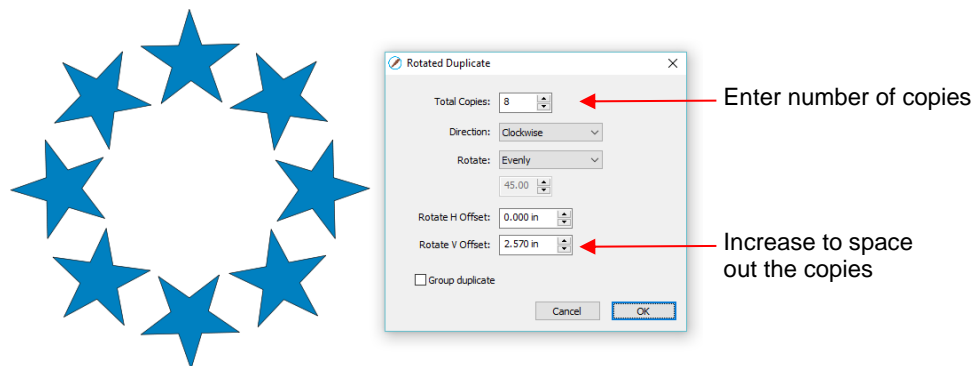 Rotated Duplicate
Total Copies: 8
Enter number of copies
Direction: Clockwise
Rotate: Evenly
45.00
Rotate H Offset: 0.000 in
Rotate V Offset: 2.570 in
Increase to space
out the copies
Group duplicate
Cancel OK